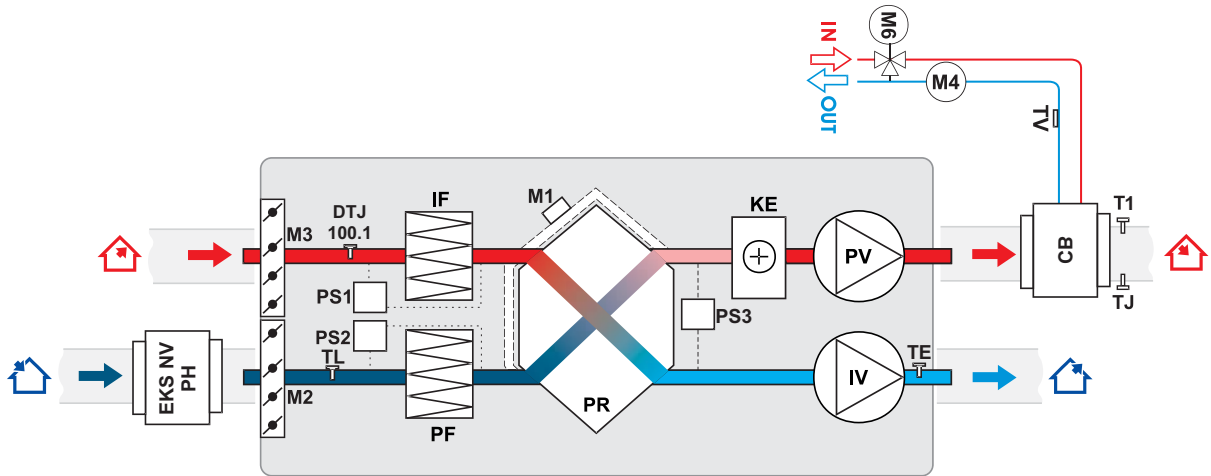 M6
IN
M4
OUT
TV
M1
IF
KE
T1
DTJ
100.1
M3
PV
CB
PS1
TJ
PS3
PS2
TL
TE
EKS NV
PH
M2
PR
IV
PF